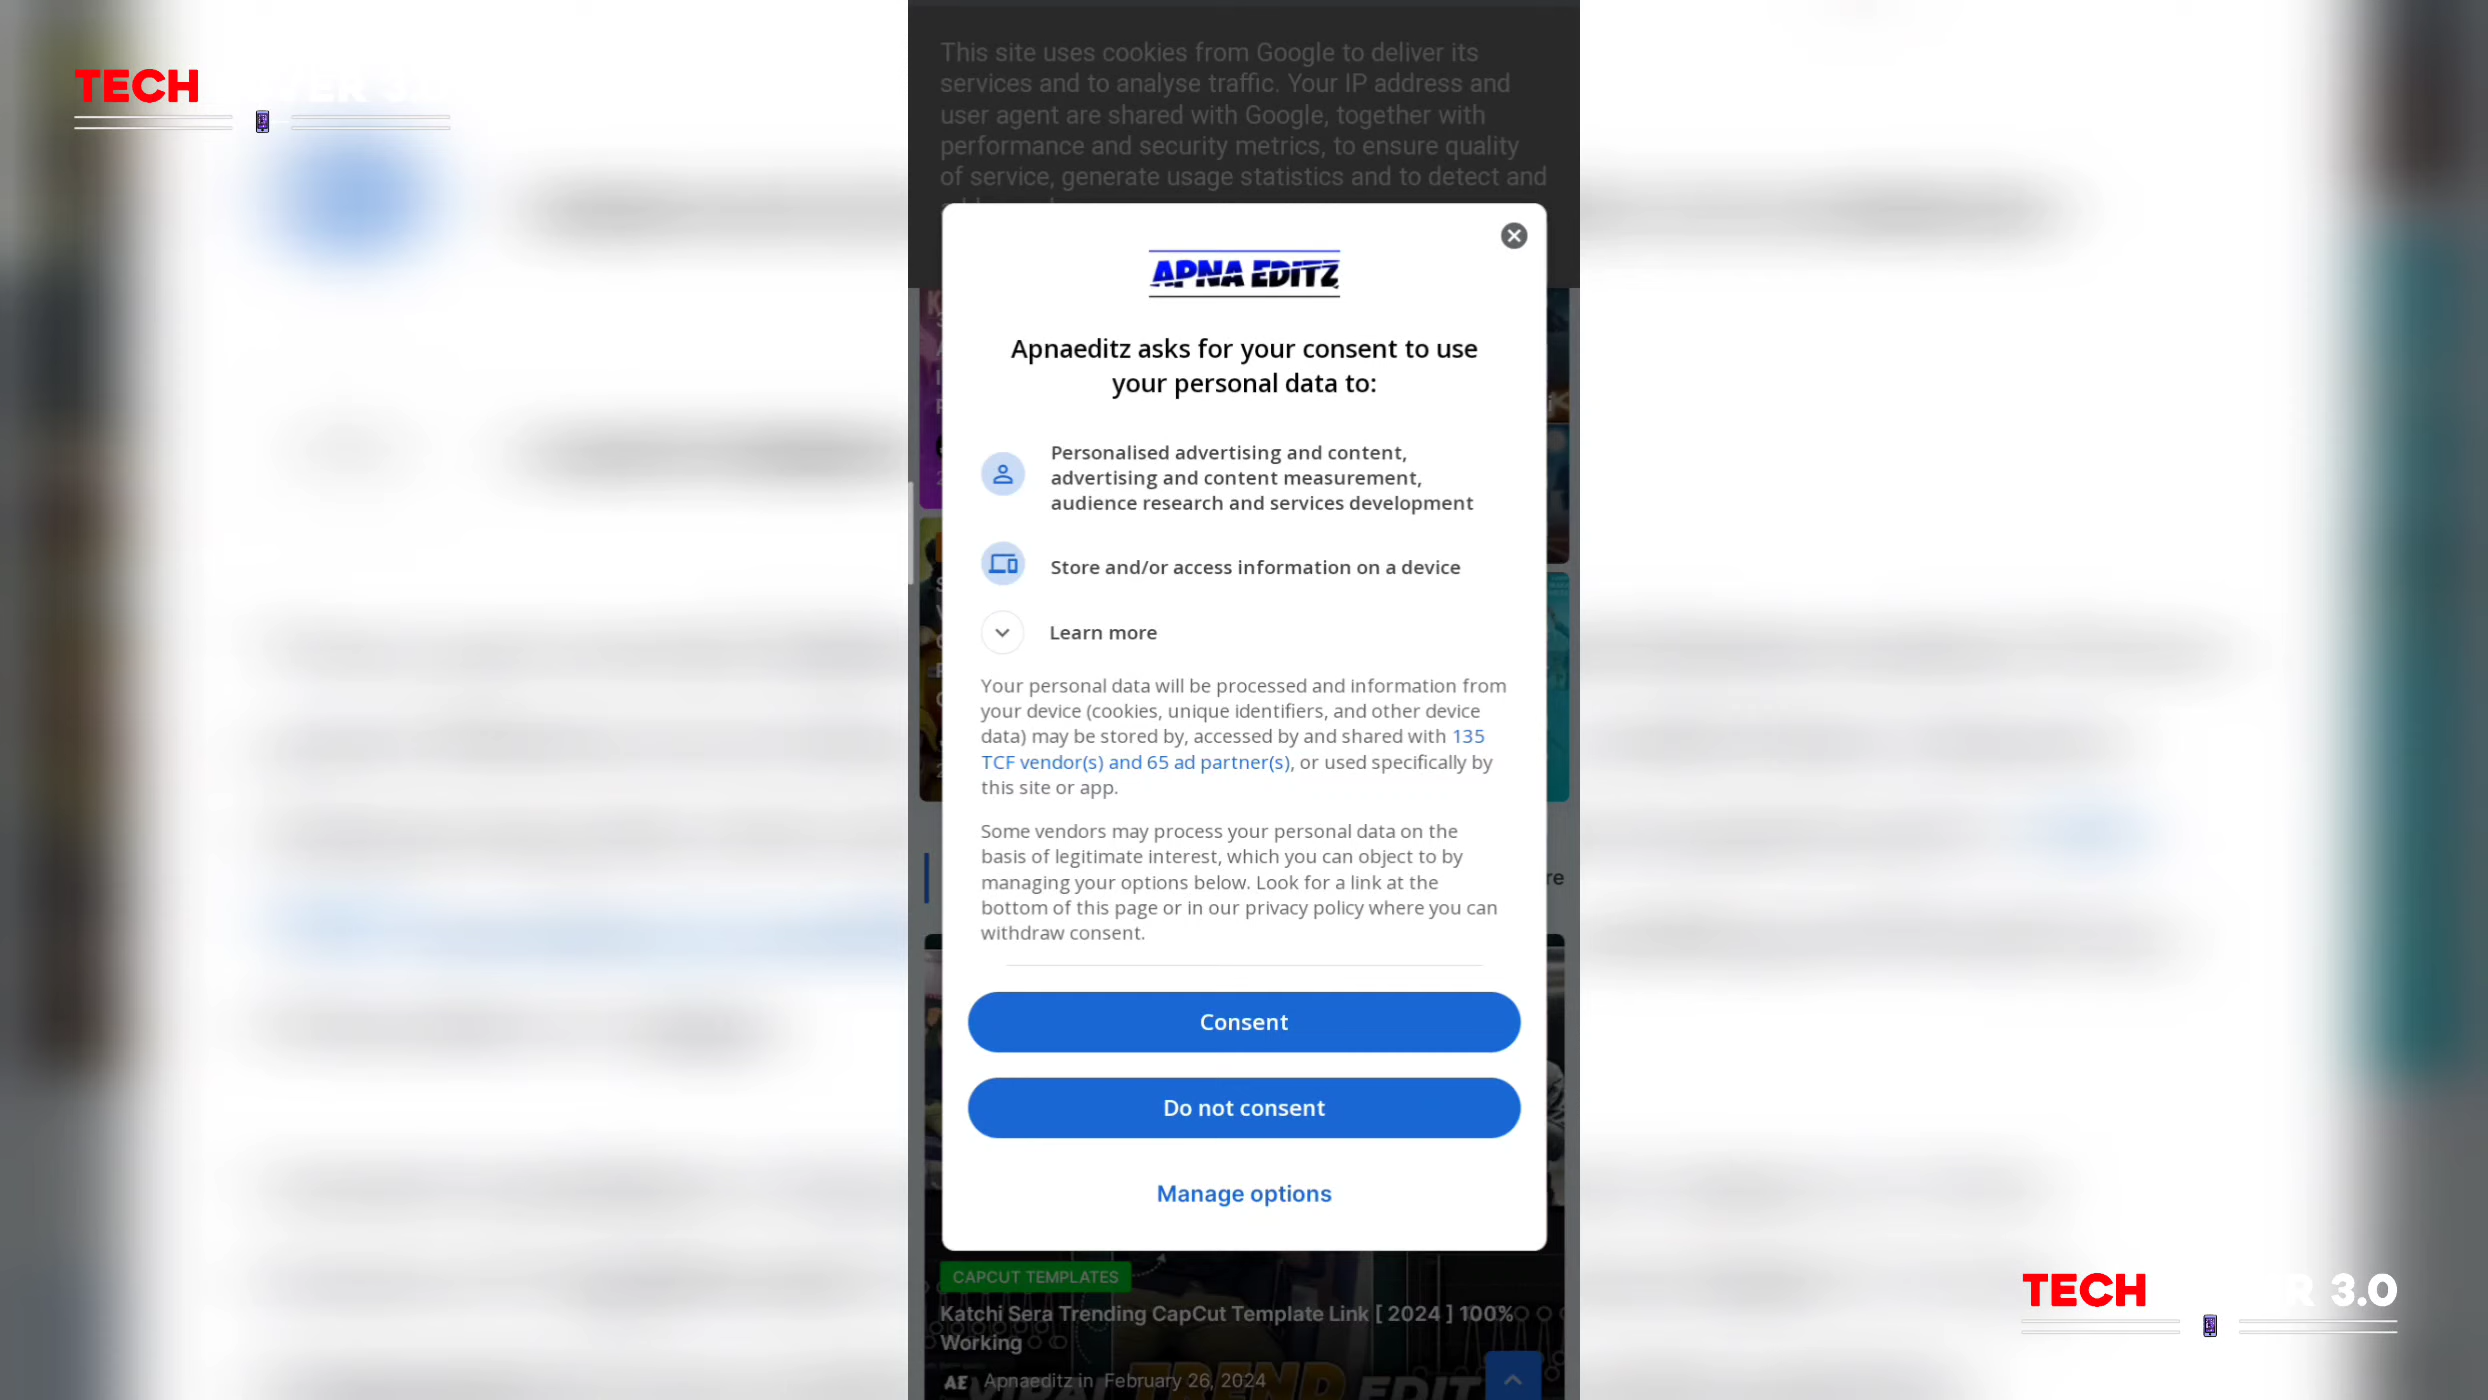 TECH VER 3.
This site uses cookies from Google to deliver its
services and to analyse traffic. Your IP address and
user agent are shared with Google, together with
performance and security metrics, to ensure quality
of service, generate usage statistics and to detect and
APNA EDITZ
Apnaeditz asks for your consent to use
your personal data to:
Personalised advertising and content,
advertising and content measurement,
audience research and services development
Store and/or access information on a device
Learn more
Your personal data will be processed and information from
your device (cookies, unique identifiers, and other device
data) may be stored by, accessed by and shared with 135
TCF vendor(s) and 65 ad partner(s), or used specifically by
this site or app.
Some vendors may process your personal data on the
basis of legitimate interest, which you can object to by
managing your options below. Look for a link at the
bottom of this page or in our privacy policy where you can
withdraw consent.
re
Consent
Do not consent
Manage options
CAPCUT TEMPLATES
Katchi Sera Trending CapCut Template Link [ 2024 ] 100%
Working
AE Apnaeditz in February 26, 2024
TREND EDIT
TECH R 3.0